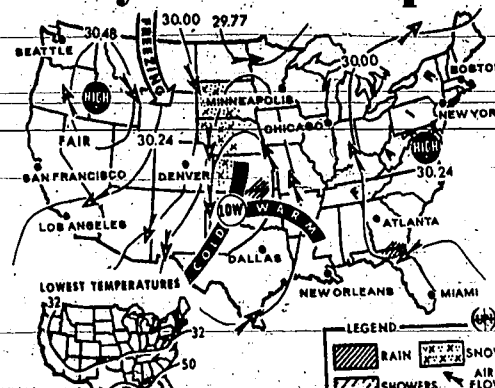 30.00 29.77
30.48
SEATTLE
FREEZING
30.00
BOSTON
HIGH
MINNEAPOLIS
NEW YORK
CHICAGO
FAIR
30.24
HIGH
FAIR
30.24
SAN FRANCISCO
DENVER
LOW
WARM
LOS ANGELES
COLD
ATLANTA
DALLAS
LOWEST TEMPERATURES
NEW ORLEANS
MIAMI
32
32
50
LEGEND
RAIN
SNOW
SHOWERS
AIR
FLOW